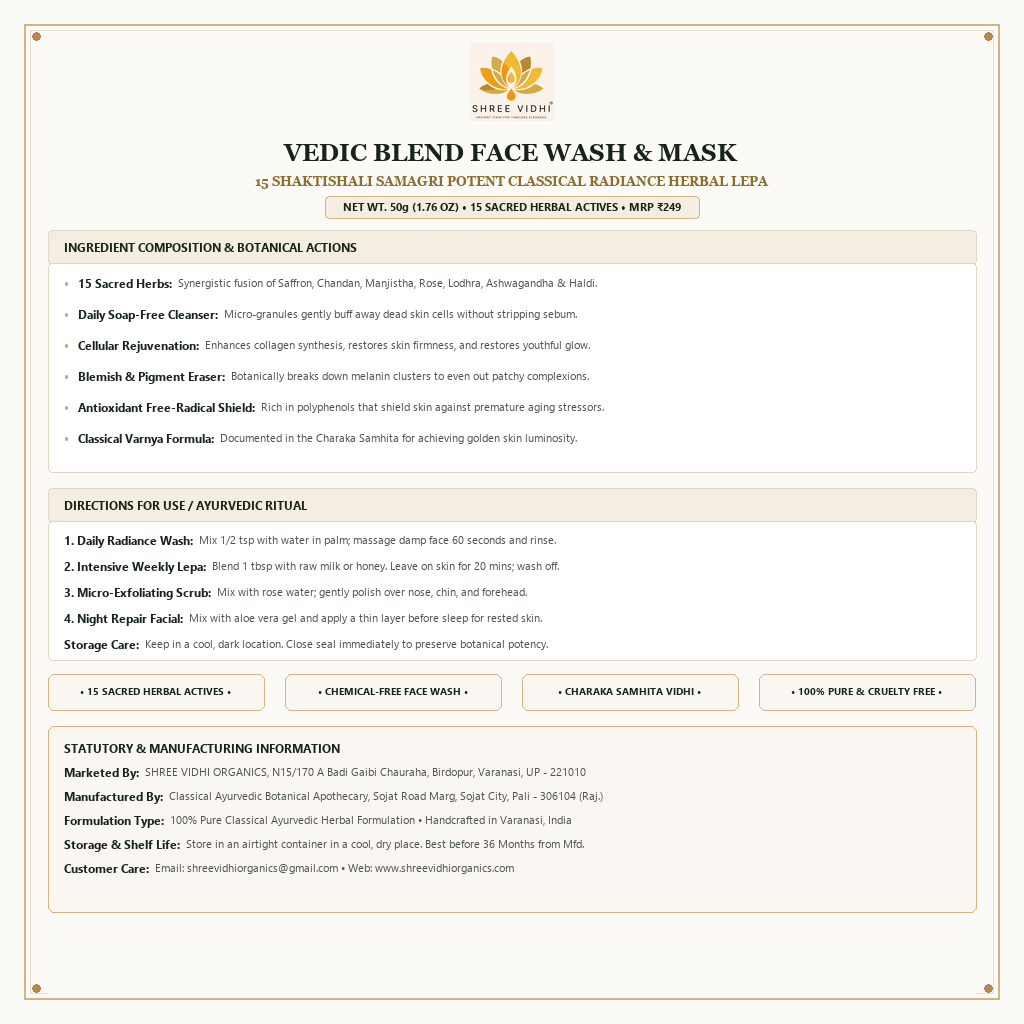 SHREE VIDHI
ANCIENT VIDHI FOR TIMELESS ELEGANCE
VEDIC BLEND FACE WASH & MASK
15 SHAKTISHALI SAMAGRI POTENT CLASSICAL RADIANCE HERBAL LEPA
NET WT. 50g (1.76 OZ) • 15 SACRED HERBAL ACTIVES • MRP ₹249
INGREDIENT COMPOSITION & BOTANICAL ACTIONS
• 15 Sacred Herbs: Synergistic fusion of Saffron, Chandan, Manjistha, Rose, Lodhra, Ashwagandha & Haldi.
• Daily Soap-Free Cleanser: Micro-granules gently buff away dead skin cells without stripping sebum.
• Cellular Rejuvenation: Enhances collagen synthesis, restores skin firmness, and restores youthful glow.
• Blemish & Pigment Eraser: Botanically breaks down melanin clusters to even out patchy complexions.
• Antioxidant Free-Radical Shield: Rich in polyphenols that shield skin against premature aging stressors.
• Classical Varnya Formula: Documented in the Charaka Samhita for achieving golden skin luminosity.
DIRECTIONS FOR USE / AYURVEDIC RITUAL
1. Daily Radiance Wash: Mix 1/2 tsp with water in palm; massage damp face 60 seconds and rinse.
2. Intensive Weekly Lepa: Blend 1 tbsp with raw milk or honey. Leave on skin for 20 mins; wash off.
3. Micro-Exfoliating Scrub: Mix with rose water; gently polish over nose, chin, and forehead.
4. Night Repair Facial: Mix with aloe vera gel and apply a thin layer before sleep for rested skin.
Storage Care: Keep in a cool, dark location. Close seal immediately to preserve botanical potency.
• 15 SACRED HERBAL ACTIVES •
• CHEMICAL-FREE FACE WASH •
• CHARAKA SAMHITA VIDHI •
• 100% PURE & CRUELTY FREE •
STATUTORY & MANUFACTURING INFORMATION
Marketed By: SHREE VIDHI ORGANICS, N15/170 A Badi Gaibi Chauraha, Birdopur, Varanasi, UP - 221010
Manufactured By: Classical Ayurvedic Botanical Apothecary, Sojat Road Marg, Sojat City, Pali - 306104 (Raj.)
Formulation Type: 100% Pure Classical Ayurvedic Herbal Formulation • Handcrafted in Varanasi, India
Storage & Shelf Life: Store in an airtight container in a cool, dry place. Best before 36 Months from Mfd.
Customer Care: Email: shreevidhiorganics@gmail.com • Web: www.shreevidhiorganics.com